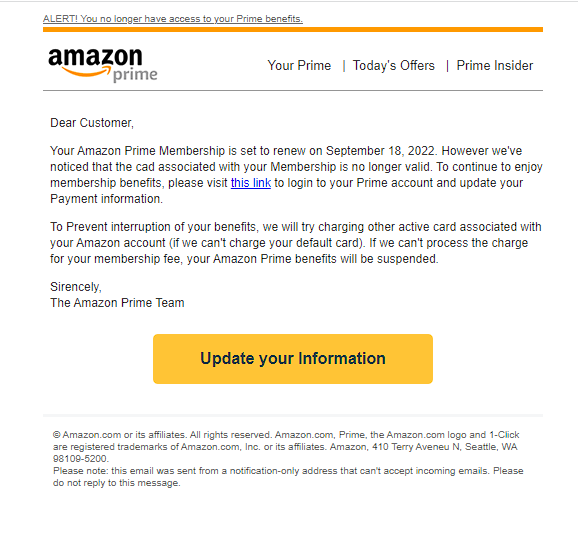 ALERT! You no longer have access to your Prime benefits.
amazon
prime
Your Prime | Today's Offers | Prime Insider
Dear Customer,
Your Amazon Prime Membership is set to renew on September 18, 2022. However we've
noticed that the cad associated with your Membership is no longer valid. To continue to enjoy
membership benefits, please visit this link to login to your Prime account and update your
Payment information.
To Prevent interruption of your benefits, we will try charging other active card associated with
your Amazon account (if we can't charge your default card). If we can't process the charge
for your membership fee, your Amazon Prime benefits will be suspended.
Sirencely,
The Amazon Prime Team
Update your Information
© Amazon.com or its affiliates. All rights reserved. Amazon.com, Prime, the Amazon.com logo and 1-Click
are registered trademarks of Amazon.com, Inc. or its affiliates. Amazon, 410 Terry Aveneu N, Seattle, WA
98109-5200.
Please note: this email was sent from a notification-only address that can't accept incoming emails. Please
do not reply to this message.